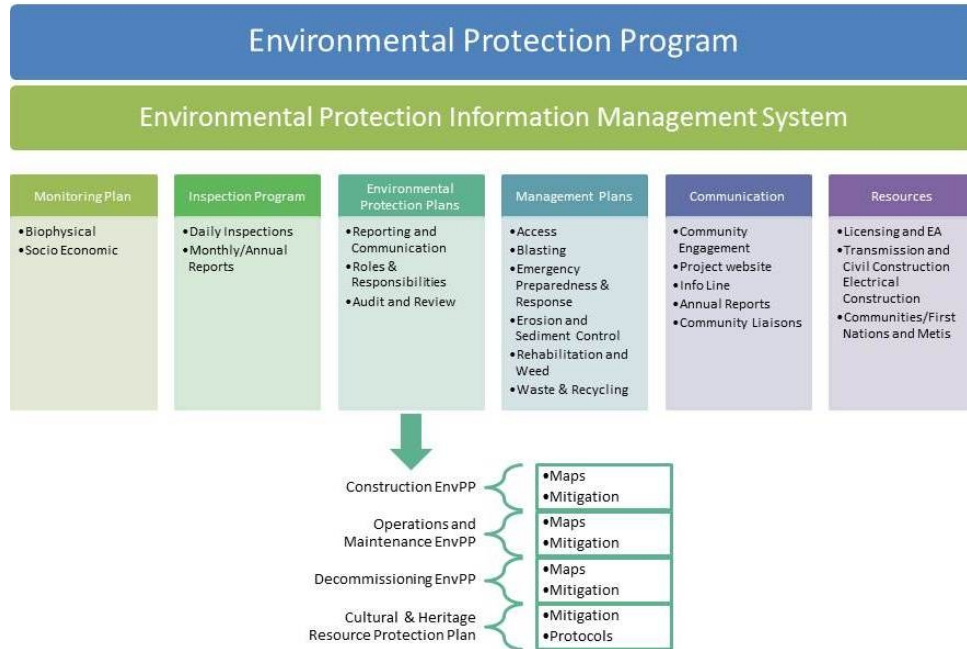 Environmental Protection Program
Environmental Protection Information Management System
Monitoring Plan
•Biophysical
•Socio Economic
Inspection Program
•Daily Inspections
•Monthly/Annual
Reports
Environmental
Protection Plans
•Reporting and
Communication
•Roles &
Responsibilities
•Audit and Review
Management Plans
•Access
•Blasting
•Emergency
Preparedness &
Response
•Erosion and
Sediment Control
•Rehabilitation and
Weed
•Waste & Recycling
Communication
•Community
Engagement
•Project website
•Info Line
•Annual Reports
•Community Liaisons
Resources
•Licensing and EA
•Transmission and
Civil Construction
Electrical
Construction
•Communities/First
Nations and Metis
Construction EnvPP
•Maps
•Mitigation
Operations and
Maintenance EnvPP
•Maps
•Mitigation
Decommissioning EnvPP
•Maps
•Mitigation
Cultural & Heritage
Resource Protection Plan
•Mitigation
•Protocols